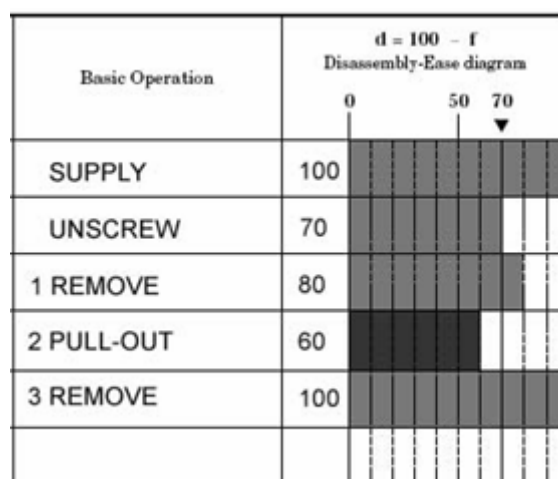 d = 100 - f
Basic Operation
Disassembly-Ease diagram
0 50 70
SUPPLY 100
UNSCREW 70
1 REMOVE 80
2 PULL-OUT 60
3 REMOVE 100